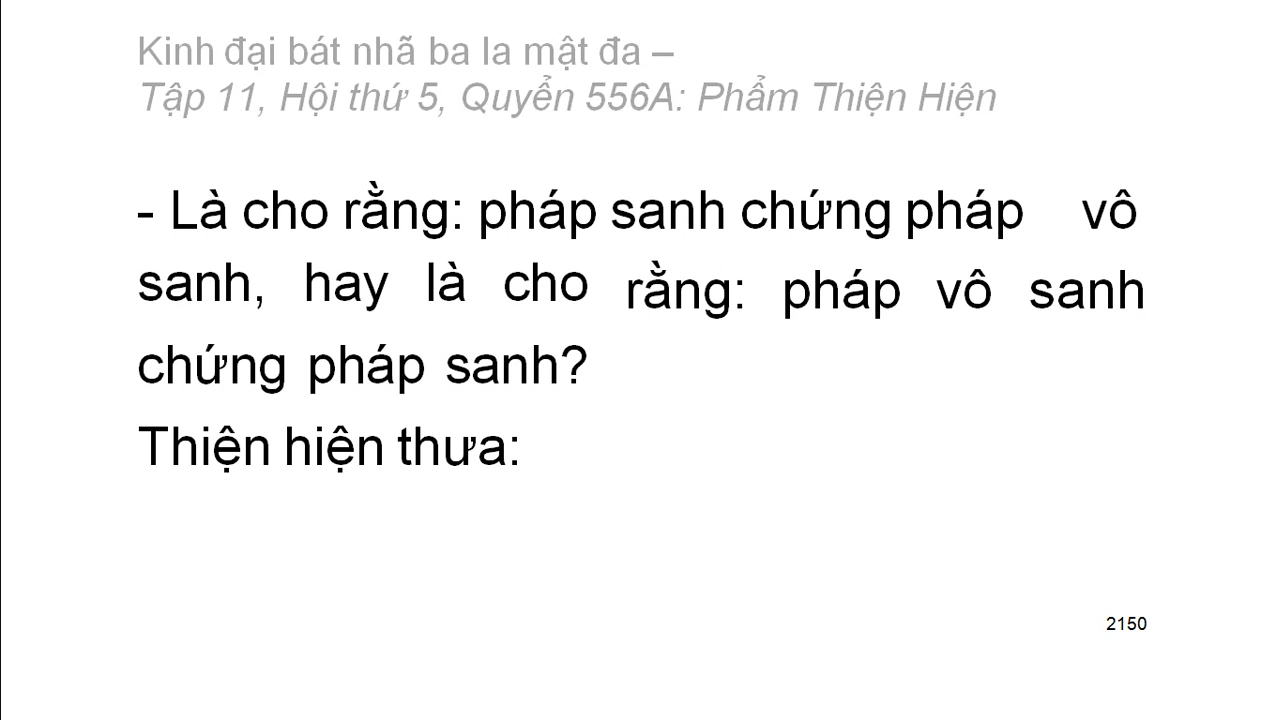 Kinh đại bát nhã ba la mật đa –
Tập 11, Hội thứ 5, Quyển 556A: Phẩm Thiện Hiện
- Là cho rằng: pháp sanh chứng pháp vô
sanh, hay là cho rằng: pháp vô sanh
chứng pháp sanh?
Thiện hiện thưa:
2150